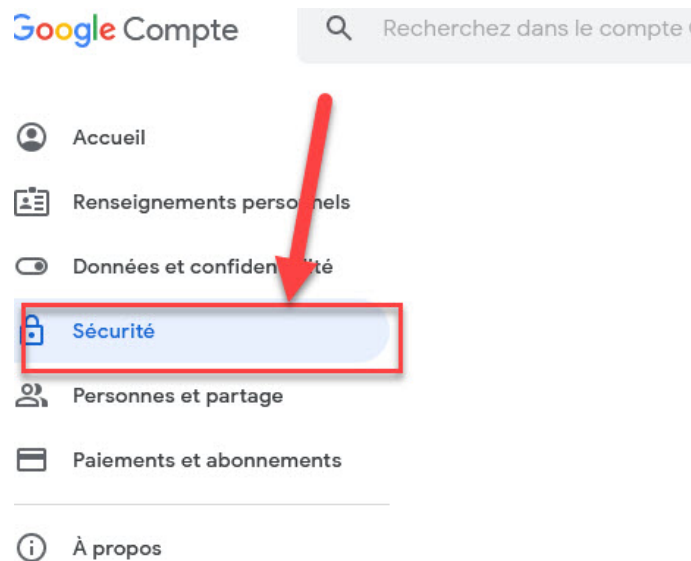 Google Compte
Recherchez dans le compte
Accueil
Renseignements personnels
Données et confidentialité
Sécurité
Personnes et partage
Paiements et abonnements
À propos